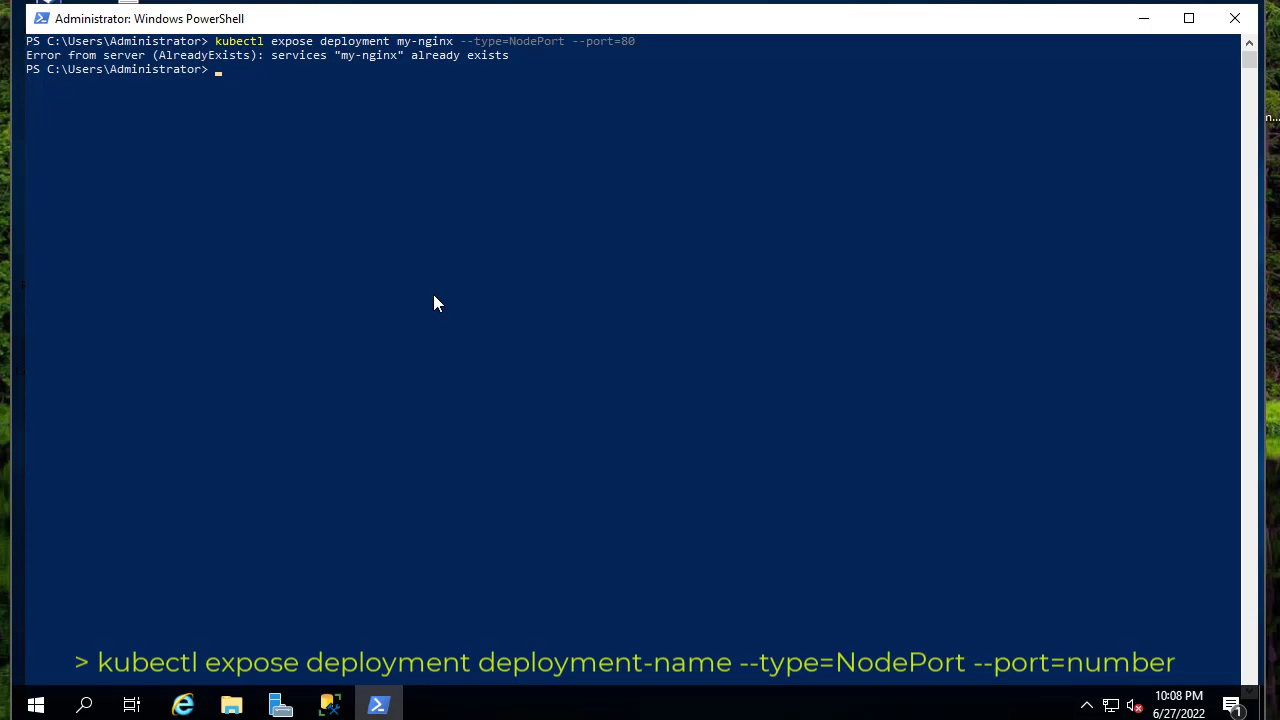 Administrator: Windows PowerShell
PS C:\Users\Administrator> kubectl expose deployment my-nginx --type=NodePort --port=80
Error from server (AlreadyExists): services "my-nginx" already exists
PS C:\Users\Administrator>
n...
> kubectl expose deployment deployment-name --type=NodePort --port=number
10:08 PM
6/27/2022
1